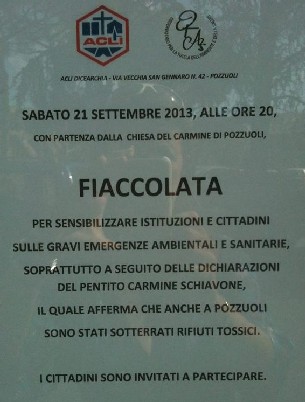 ACLI
ACLI DICEARCHIA - VIA VECCHIA SAN GENNARO N. 42 - POZZUOLI
SABATO 21 SETTEMBRE 2013, ALLE ORE 20,
CON PARTENZA DALLA CHIESA DEL CARMINE DI POZZUOLI,
FIACCOLATA
PER SENSIBILIZZARE ISTITUZIONI E CITTADINI
SULLE GRAVI EMERGENZE AMBIENTALI E SANITARIE,
SOPRATTUTTO A SEGUITO DELLE DICHIARAZIONI
DEL PENTITO CARMINE SCHIAVONE,
IL QUALE AFFERMA CHE ANCHE A POZZUOLI
SONO STATI SOTTERRATI RIFIUTI TOSSICI.
I CITTADINI SONO INVITATI A PARTECIPARE.